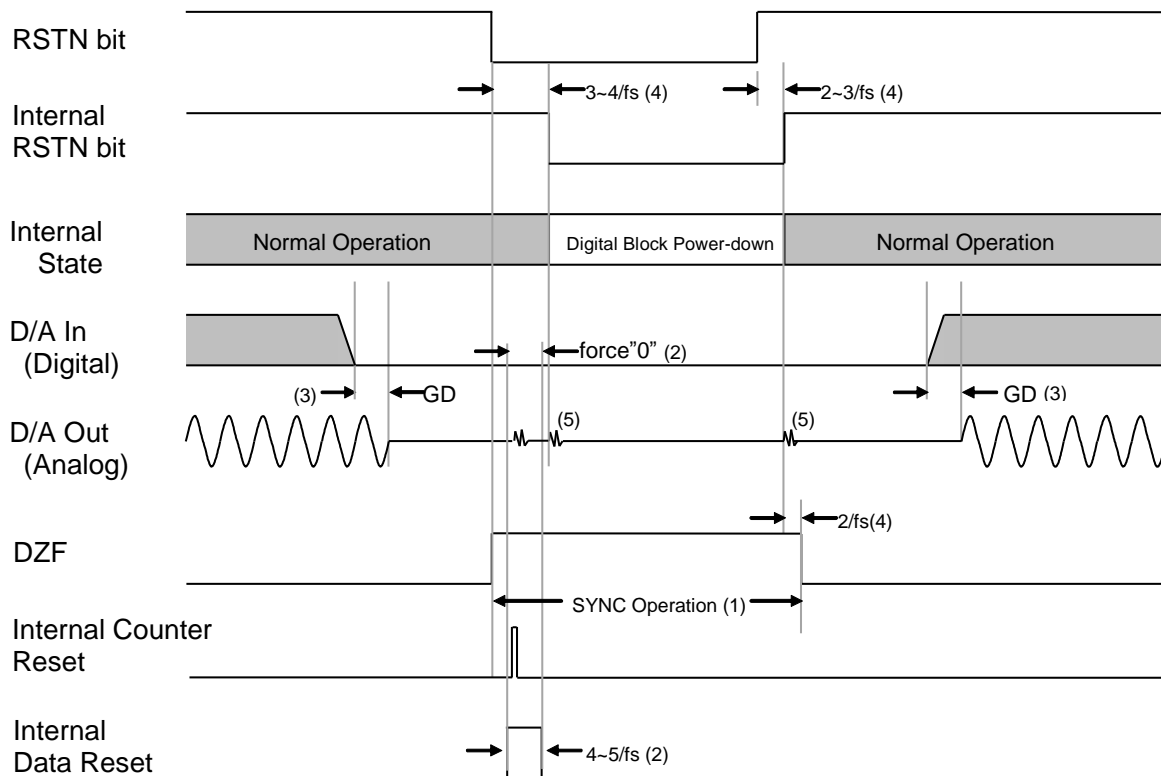 RSTN bit
3~4/fs (4)
2~3/fs (4)
Internal
RSTN bit
Internal
State
Normal Operation
Digital Block Power-down
Normal Operation
D/A In
(Digital)
force"0" (2)
(3)
GD
GD (3)
D/A Out
(Analog)
(5)
(5)
2/fs(4)
DZF
SYNC Operation (1)
Internal Counter
Reset
Internal
Data Reset
4~5/fs (2)